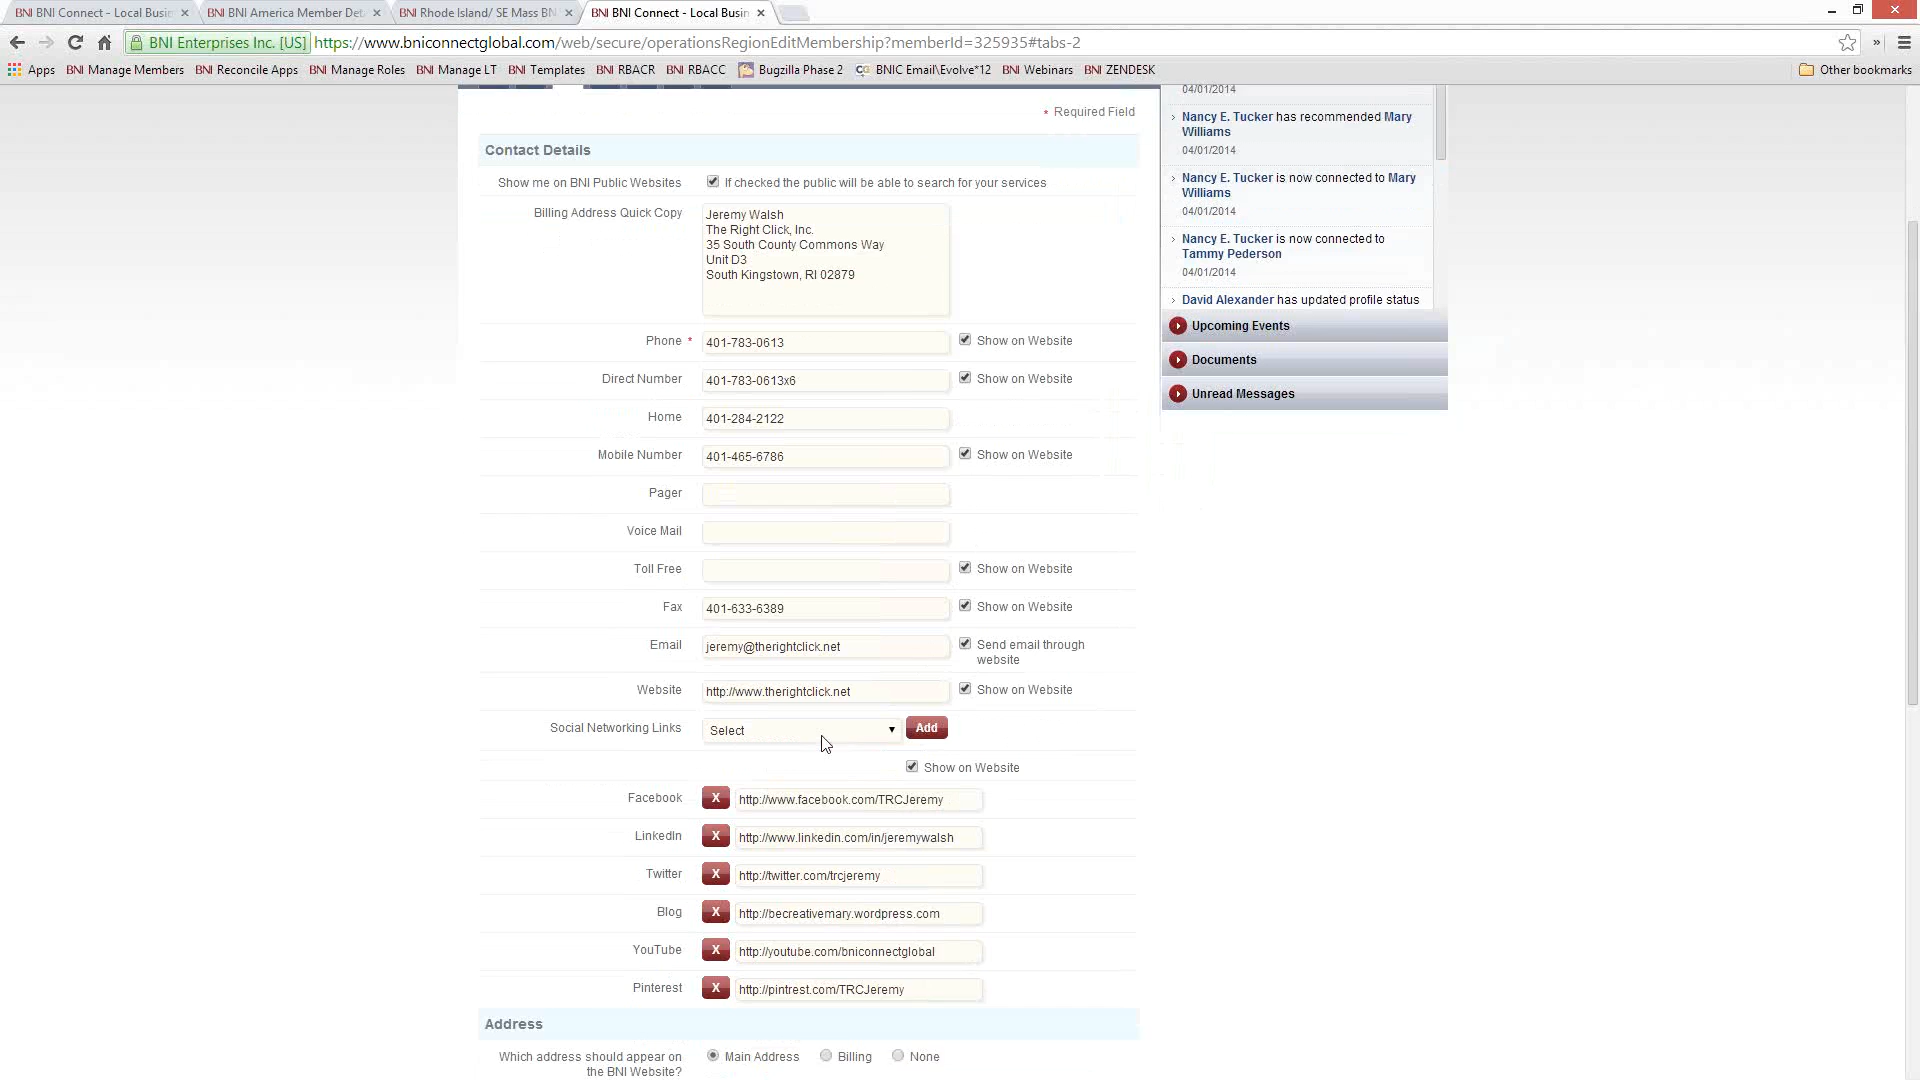 BNI BNI Connect - Local Busin
BNI BNI America Member Det
BNI Rhode Island/ SE Mass BN
BNI BNI Connect - Local Busin
BNI Enterprises Inc. [US] https://www.bniconnectglobal.com/web/secure/operationsRegionEditMembership?memberId=325935#tabs-2
Apps BNI Manage Members BNI Reconcile Apps BNI Manage Roles BNI Manage LT BNI Templates BNI RBACR BNI RBACC Bugzilla Phase 2 BNIC Email\Evolve*12 BNI Webinars BNI ZENDESK » Other bookmarks
* Required Field
Contact Details
Show me on BNI Public Websites If checked the public will be able to search for your services
Billing Address Quick Copy
Jeremy Walsh
The Right Click, Inc.
35 South County Commons Way
Unit D3
South Kingstown, RI 02879
Phone * 401-783-0613 Show on Website
Direct Number 401-783-0613x6 Show on Website
Home 401-284-2122
Mobile Number 401-465-6786 Show on Website
Pager
Voice Mail
Toll Free Show on Website
Fax 401-633-6389 Show on Website
Email jeremy@therightclick.net Send email through
website
Website http://www.therightclick.net Show on Website
Social Networking Links Select Add
Show on Website
Facebook X http://www.facebook.com/TRCJeremy
LinkedIn X http://www.linkedin.com/in/jeremywalsh
Twitter X http://twitter.com/trcjeremy
Blog X http://becreativemary.wordpress.com
YouTube X http://youtube.com/bniconnectglobal
Pinterest X http://pintrest.com/TRCJeremy
Address
Which address should appear on
the BNI Website?
Main Address Billing None
04/01/2014
Nancy E. Tucker has recommended Mary
Williams
04/01/2014
Nancy E. Tucker is now connected to Mary
Williams
04/01/2014
Nancy E. Tucker is now connected to
Tammy Pederson
04/01/2014
David Alexander has updated profile status
Upcoming Events
Documents
Unread Messages